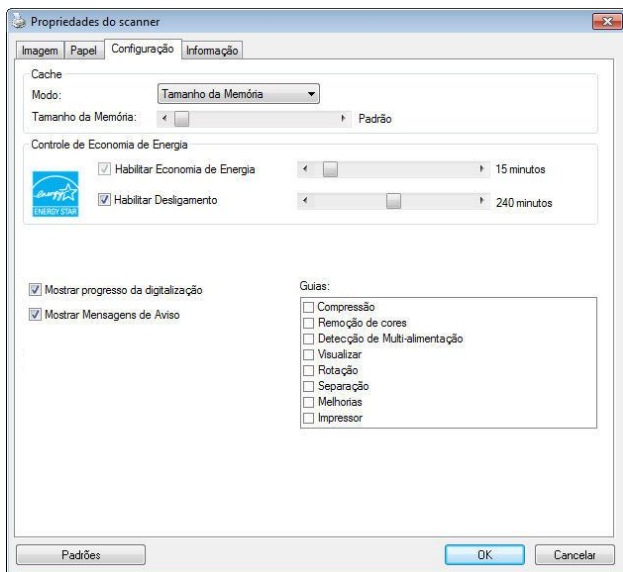 Propriedades do scanner
Imagem Papel Configuração Informação
Cache
Modo: Tamanho da Memória
Tamanho da Memória: Padrão
Controle de Economia de Energia
Habilitar Economia de Energia 15 minutos
Habilitar Desligamento 240 minutos
energy
ENERGY STAR
Mostrar progresso da digitalização
Mostrar Mensagens de Aviso
Guias:
Compressão
Remoção de cores
Detecção de Multi-alimentação
Visualizar
Rotação
Separação
Melhorias
Impressor
Padrões OK Cancelar